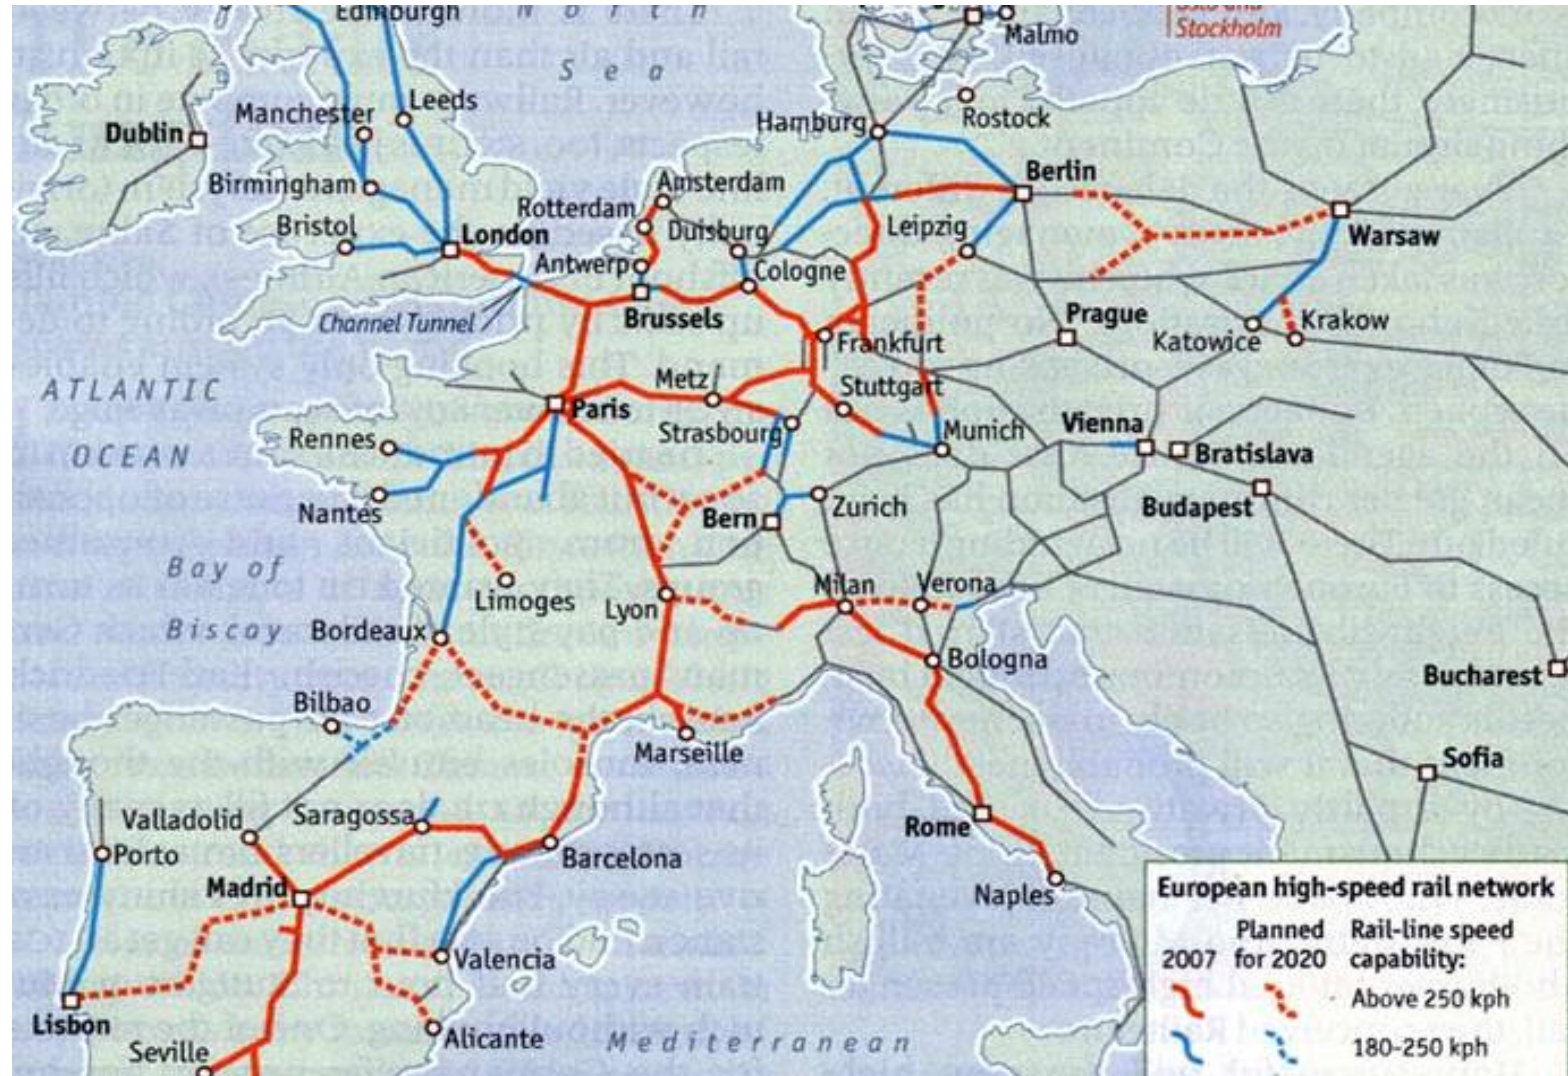 Edinburgh
North
Sea
Malmo
Oslo and
Stockholm
Manchester
Leeds
Dublin
Hamburg
Rostock
Birmingham
Amsterdam
Berlin
Rotterdam
Bristol
London
Duisburg
Leipzig
Warsaw
Antwerp
Cologne
Channel Tunnel
Brussels
Prague
Krakow
Frankfurt
Katowice
ATLANTIC
OCEAN
Metz
Stuttgart
Paris
Rennes
Strasbourg
Munich
Vienna
Bratislava
Nantes
Bern
Zurich
Budapest
Bay of
Biscay
Limoges
Lyon
Milan
Verona
Bordeaux
Bologna
Bucharest
Bilbao
Marseille
Sofia
Valladolid
Saragossa
Rome
Porto
Barcelona
Madrid
Naples
Valencia
Lisbon
Alicante
Mediterranean
Seville
European high-speed rail network
2007
Planned
for 2020
Rail-line speed
capability:
Above 250 kph
180-250 kph